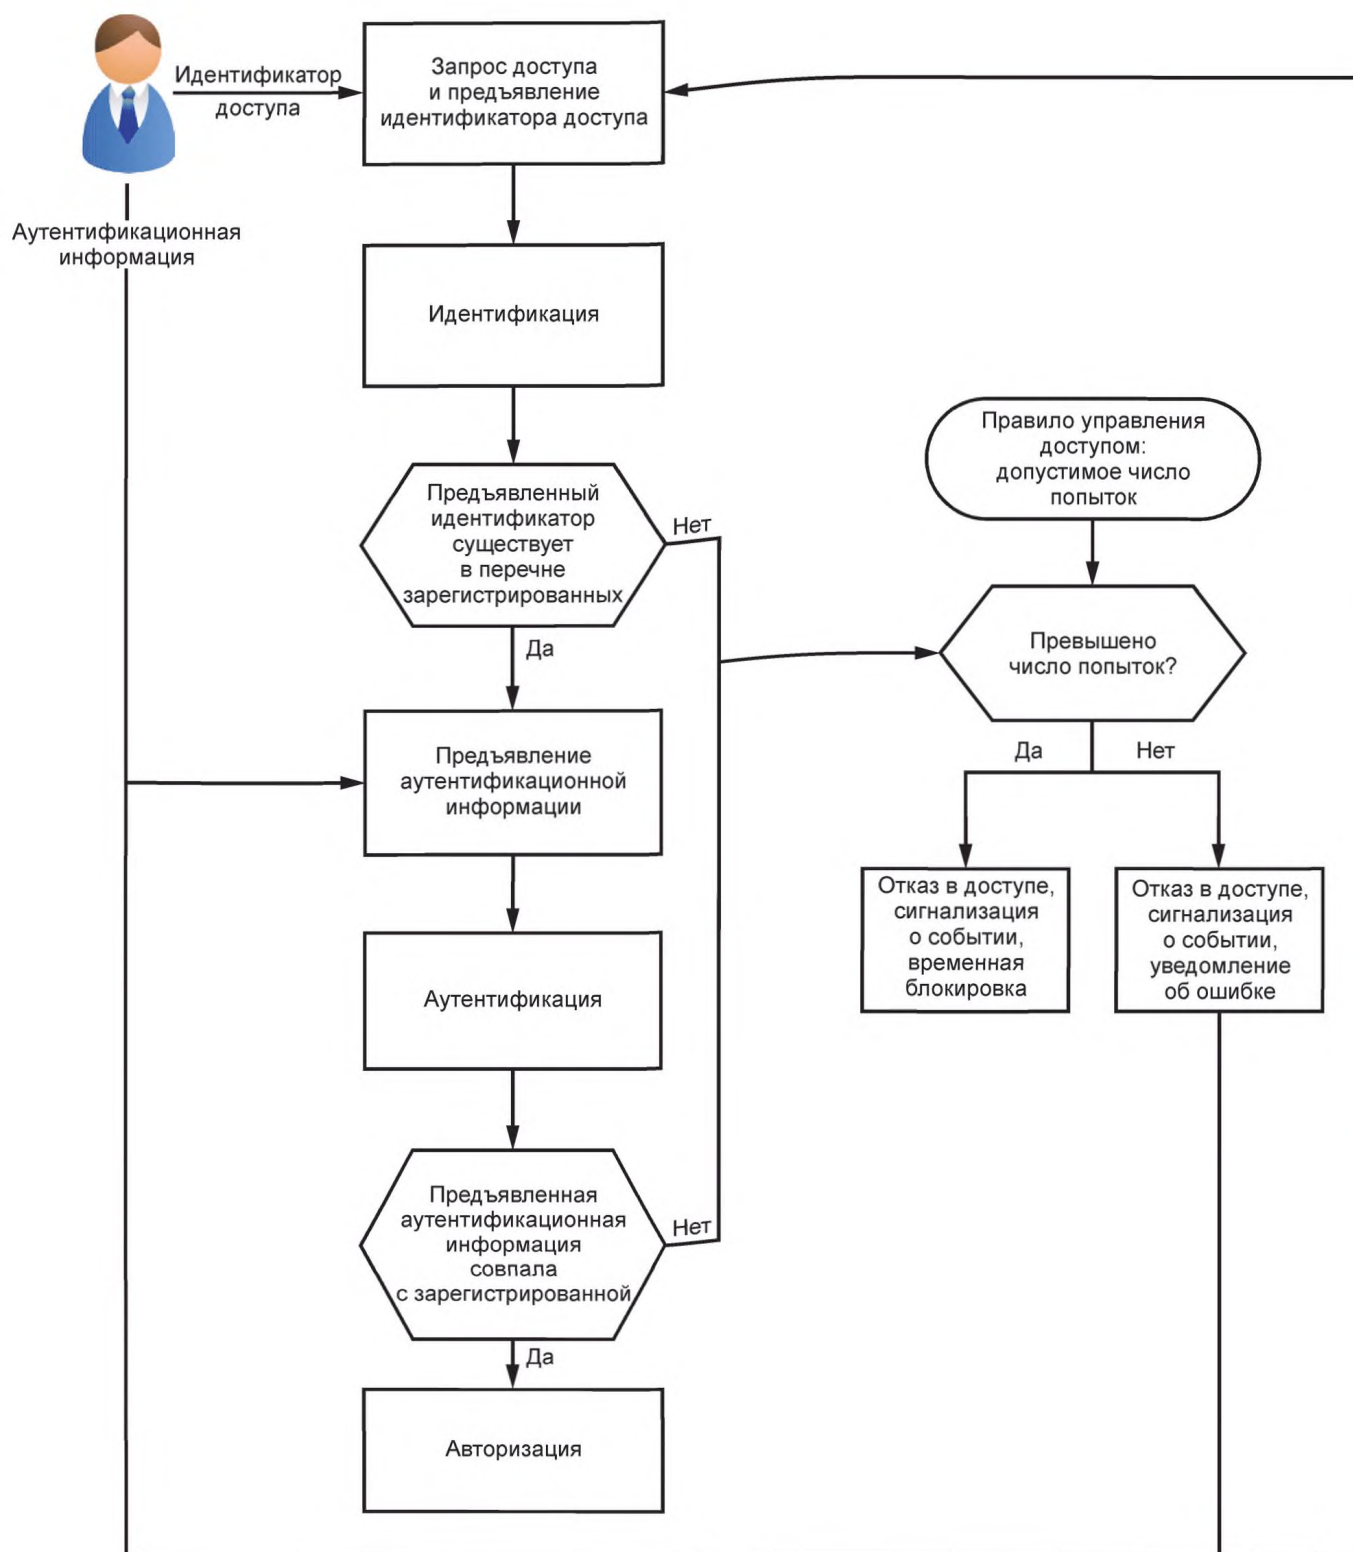 Идентификатор
доступа
Запрос доступа
и предъявление
идентификатора доступа
Аутентификационная
информация
Идентификация
Правило управления
доступом:
допустимое число
попыток
Предъявленный
идентификатор
существует
в перечне
зарегистрированных
Нет
Да
Превышено
число попыток?
Да
Нет
Предъявление
аутентификационной
информации
Отказ в доступе,
сигнализация
о событии,
временная
блокировка
Отказ в доступе,
сигнализация
о событии,
уведомление
об ошибке
Аутентификация
Предъявленная
аутентификационная
информация
совпала
с зарегистрированной
Нет
Да
Авторизация